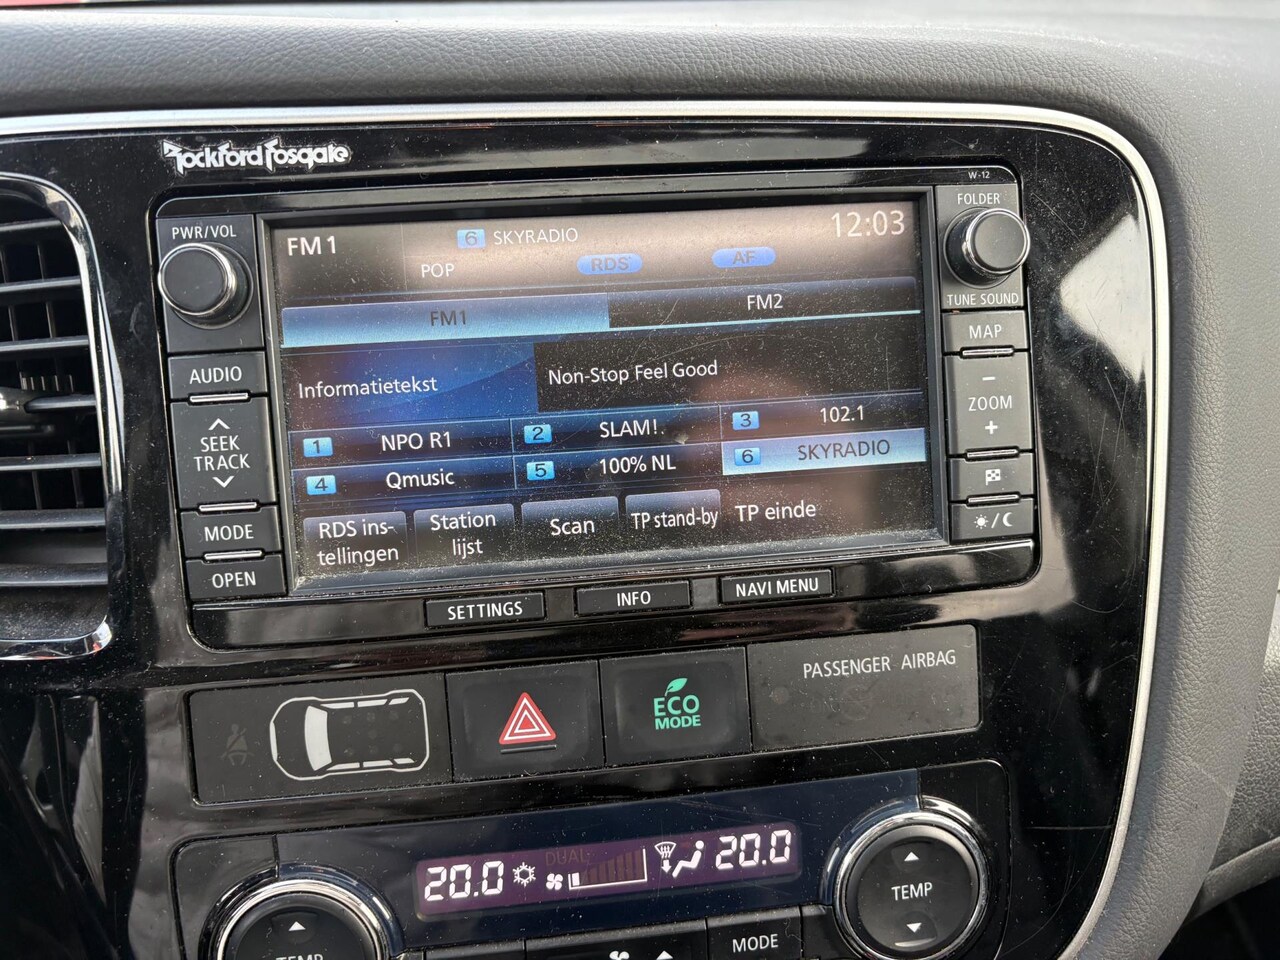 Rockford Fosgate
W-12
PWR/VOL
FOLDER
FM1
6 SKYRADIO
12:03
POP
RDS
AF
TUNE SOUND
FM1
FM2
MAP
AUDIO
Informatietekst
Non-Stop Feel Good
−
ZOOM
+
SEEK
TRACK
1 NPO R1
2 SLAM!
3 102.1
4 Qmusic
5 100% NL
6 SKYRADIO
MODE
RDS ins-
tellingen
Station
lijst
Scan
TP stand-by
TP einde
OPEN
SETTINGS
INFO
NAVI MENU
PASSENGER AIRBAG
ECO
MODE
20.0
DUAL
20.0
TEMP
TEMP
MODE